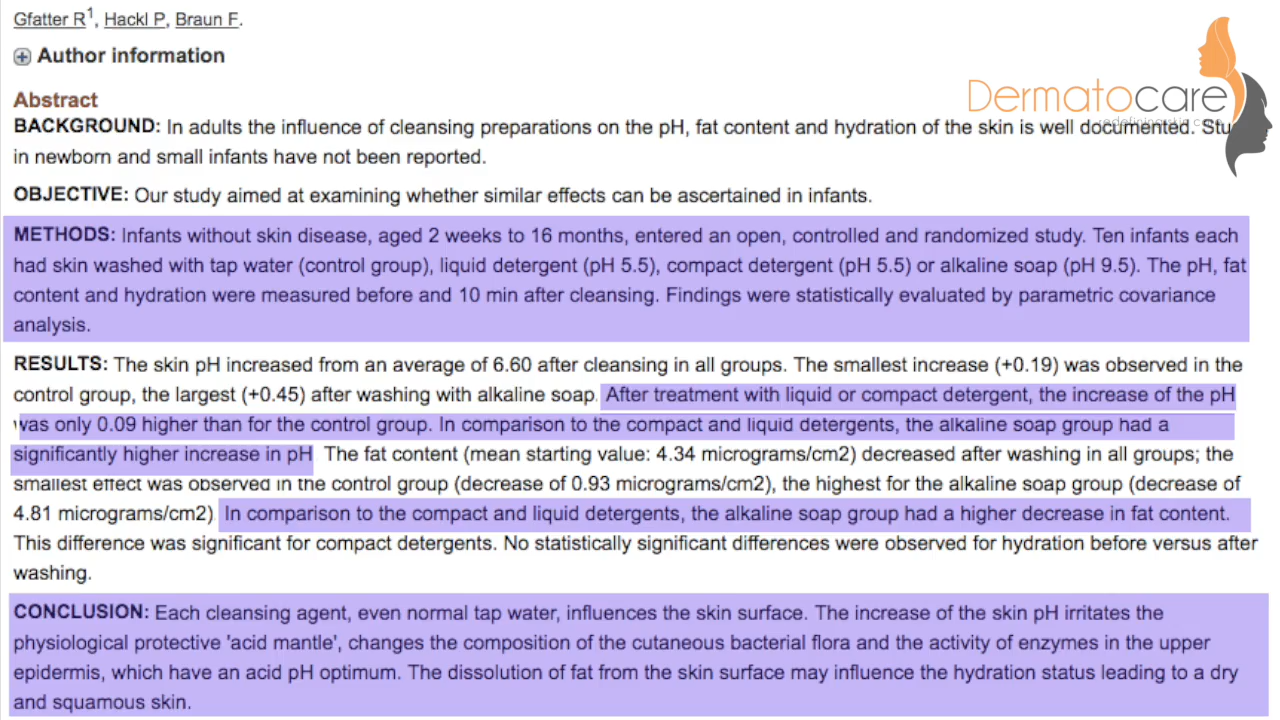 Gfatter R1, Hackl P, Braun F.
Author information
Dermatocare
Abstract
BACKGROUND: In adults the influence of cleansing preparations on the pH, fat content and hydration of the skin is well documented. Stu
in newborn and small infants have not been reported.
OBJECTIVE: Our study aimed at examining whether similar effects can be ascertained in infants.
METHODS: Infants without skin disease, aged 2 weeks to 16 months, entered an open, controlled and randomized study. Ten infants each
had skin washed with tap water (control group), liquid detergent (pH 5.5), compact detergent (pH 5.5) or alkaline soap (pH 9.5). The pH, fat
content and hydration were measured before and 10 min after cleansing. Findings were statistically evaluated by parametric covariance
analysis.
RESULTS: The skin pH increased from an average of 6.60 after cleansing in all groups. The smallest increase (+0.19) was observed in the
control group, the largest (+0.45) after washing with alkaline soap. After treatment with liquid or compact detergent, the increase of the pH
was only 0.09 higher than for the control group. In comparison to the compact and liquid detergents, the alkaline soap group had a
significantly higher increase in pH. The fat content (mean starting value: 4.34 micrograms/cm2) decreased after washing in all groups; the
smallest effect was observed in the control group (decrease of 0.93 micrograms/cm2), the highest for the alkaline soap group (decrease of
4.81 micrograms/cm2) In comparison to the compact and liquid detergents, the alkaline soap group had a higher decrease in fat content.
This difference was significant for compact detergents. No statistically significant differences were observed for hydration before versus after
washing.
CONCLUSION: Each cleansing agent, even normal tap water, influences the skin surface. The increase of the skin pH irritates the
physiological protective 'acid mantle', changes the composition of the cutaneous bacterial flora and the activity of enzymes in the upper
epidermis, which have an acid pH optimum. The dissolution of fat from the skin surface may influence the hydration status leading to a dry
and squamous skin.